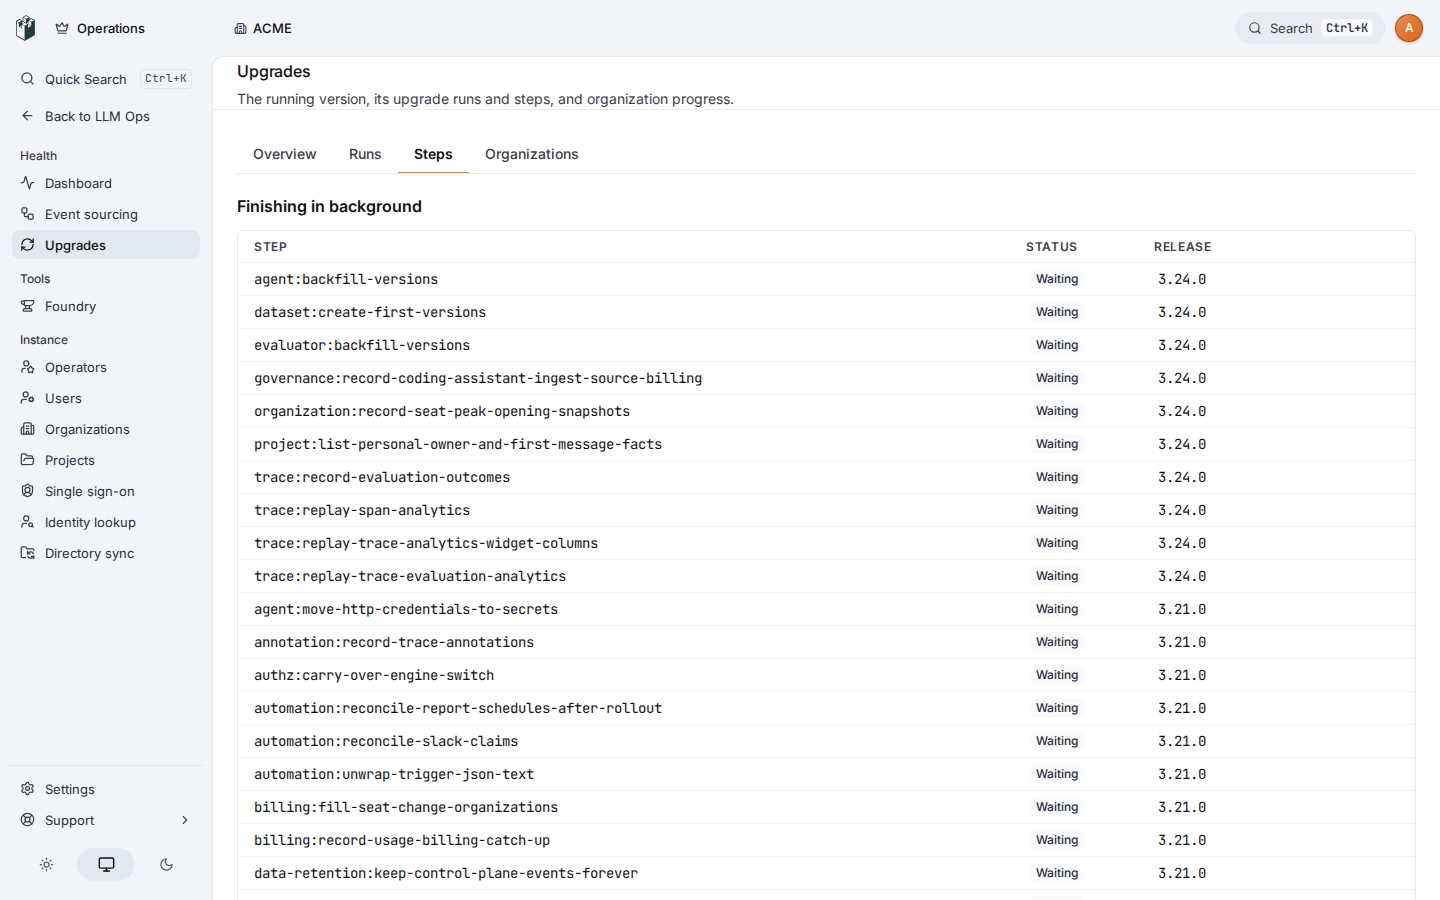 Operations
ACME
Search Ctrl+K
A
Quick Search Ctrl+K
Back to LLM Ops
Health
Dashboard
Event sourcing
Upgrades
Tools
Foundry
Instance
Operators
Users
Organizations
Projects
Single sign-on
Identity lookup
Directory sync
Settings
Support
Upgrades
The running version, its upgrade runs and steps, and organization progress.
Overview Runs Steps Organizations
Finishing in background
STEP STATUS RELEASE
agent:backfill-versions Waiting 3.24.0
dataset:create-first-versions Waiting 3.24.0
evaluator:backfill-versions Waiting 3.24.0
governance:record-coding-assistant-ingest-source-billing Waiting 3.24.0
organization:record-seat-peak-opening-snapshots Waiting 3.24.0
project:list-personal-owner-and-first-message-facts Waiting 3.24.0
trace:record-evaluation-outcomes Waiting 3.24.0
trace:replay-span-analytics Waiting 3.24.0
trace:replay-trace-analytics-widget-columns Waiting 3.24.0
trace:replay-trace-evaluation-analytics Waiting 3.24.0
agent:move-http-credentials-to-secrets Waiting 3.21.0
annotation:record-trace-annotations Waiting 3.21.0
authz:carry-over-engine-switch Waiting 3.21.0
automation:reconcile-report-schedules-after-rollout Waiting 3.21.0
automation:reconcile-slack-claims Waiting 3.21.0
automation:unwrap-trigger-json-text Waiting 3.21.0
billing:fill-seat-change-organizations Waiting 3.21.0
billing:record-usage-billing-catch-up Waiting 3.21.0
data-retention:keep-control-plane-events-forever Waiting 3.21.0